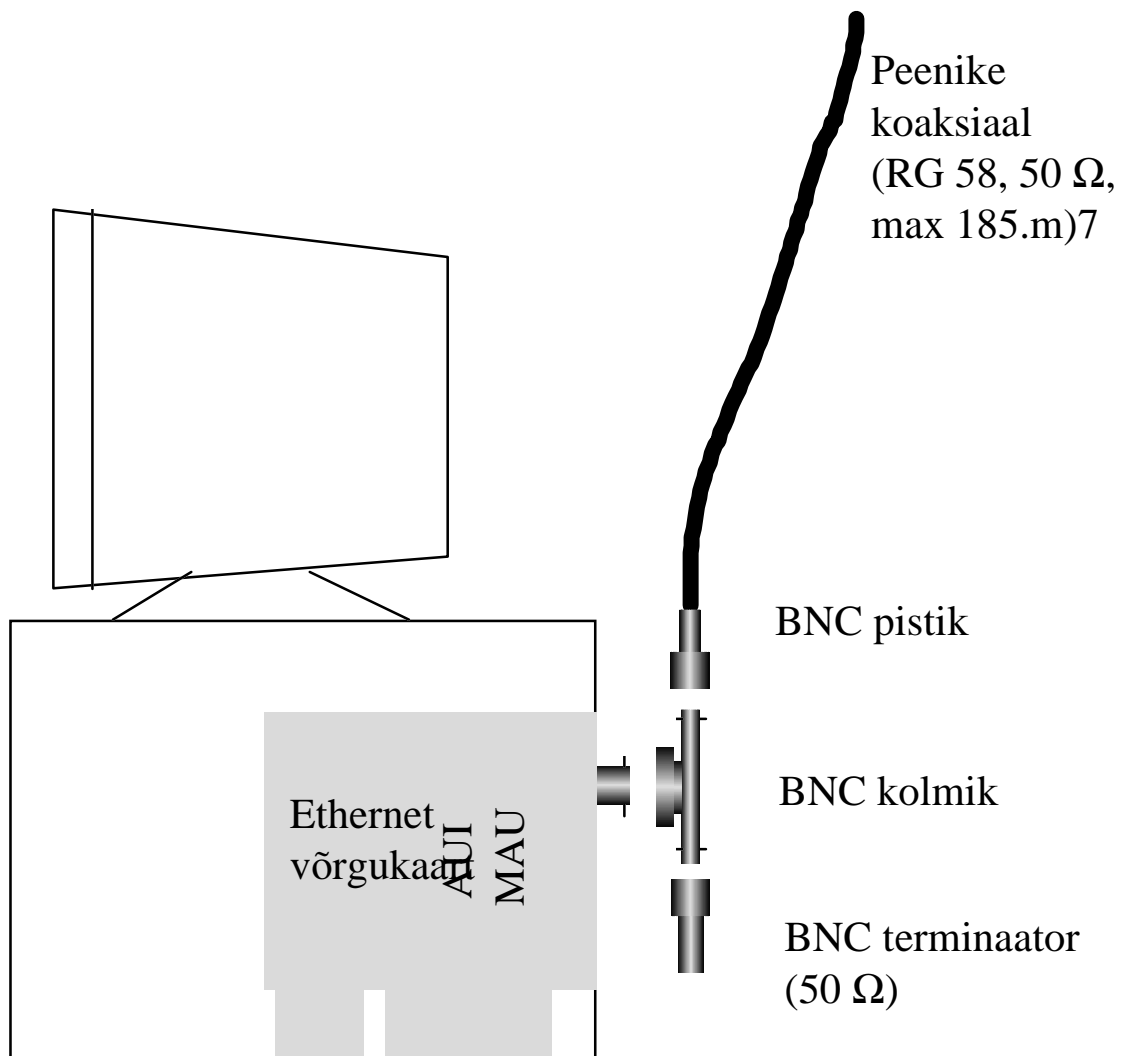 Peenike
koaksiaal
(RG 58, 50 Ω,
max 185.m)7
BNC pistik
BNC kolmik
Ethernet
võrgukaart
AUI
MAU
BNC terminaator
(50 Ω)